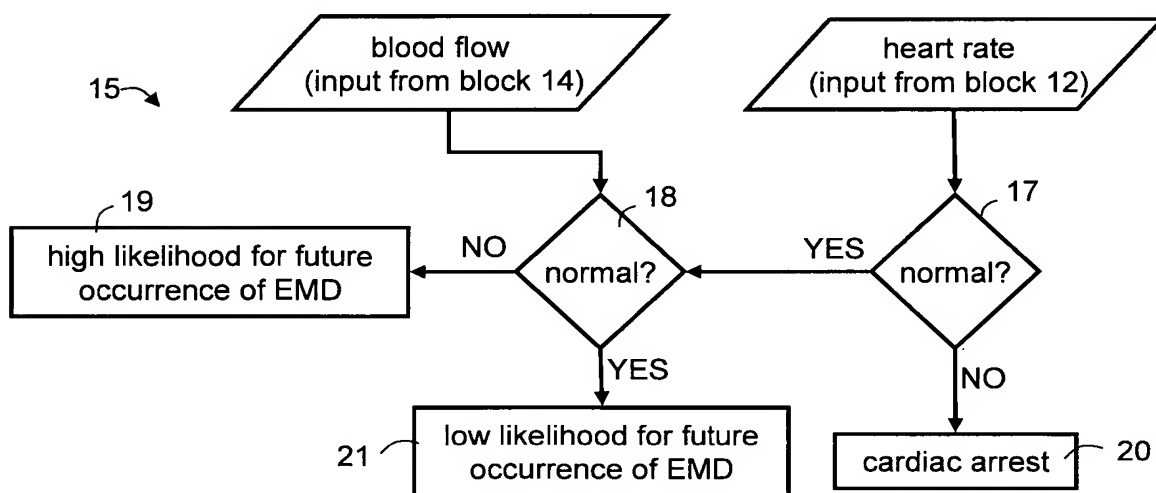 blood flow
(input from block 14)
heart rate
(input from block 12)
15
19
18
17
high likelihood for future
occurrence of EMD
NO
normal?
YES
normal?
YES
NO
21
low likelihood for future
occurrence of EMD
cardiac arrest
20